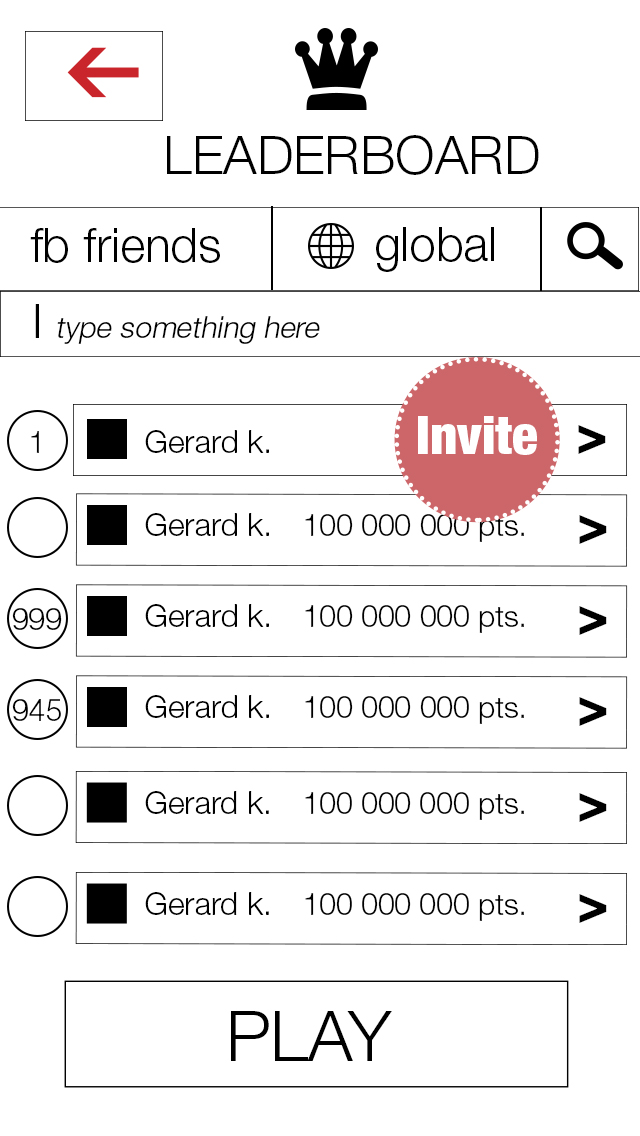 LEADERBOARD
fb friends global
type something here
1 Gerard k. Invite >
Gerard k. 100 000 000 pts. >
999 Gerard k. 100 000 000 pts. >
945 Gerard k. 100 000 000 pts. >
Gerard k. 100 000 000 pts. >
Gerard k. 100 000 000 pts. >
PLAY